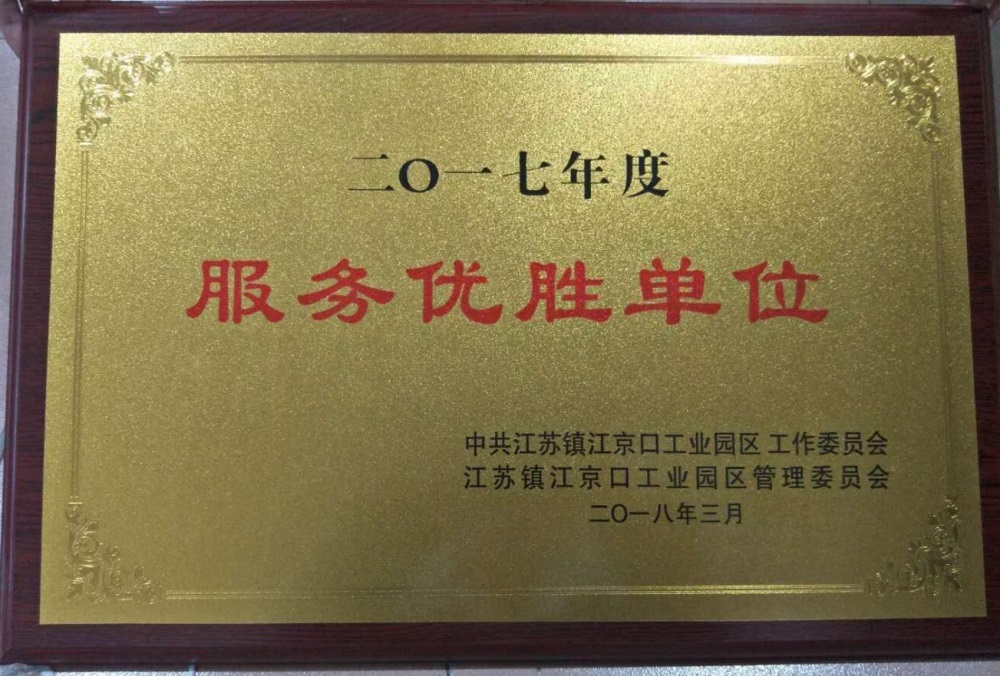 二〇一七年度
服务优胜单位
中共江苏镇江京口工业园区 工作委员会
江苏镇江京口工业园区管理委员会
二〇一八年三月